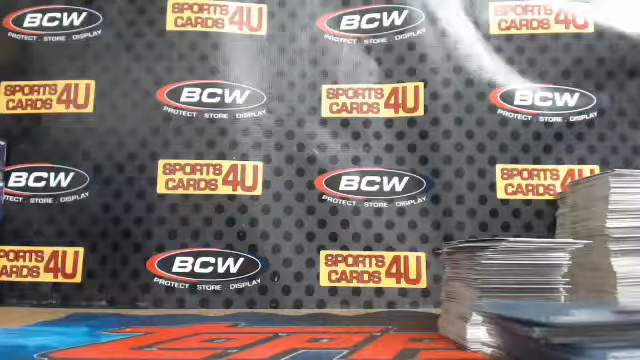 BCW
PROTECT . STORE . DISPLAY
SPORTS
CARDS 4U
BCW
PROTECT . STORE . DISPLAY
SPORTS
CARDS 4U
SPORTS
CARDS 4U
BCW
PROTECT . STORE . DISPLAY
SPORTS
CARDS 4U
BCW
PROTECT . STORE . DISPLAY
BCW
PROTECT . STORE . DISPLAY
SPORTS
CARDS 4U
BCW
PROTECT . STORE . DISPLAY
SPORTS
CARDS 4U
SPORTS
CARDS 4U
BCW
PROTECT . STORE . DISPLAY
SPORTS
CARDS 4U